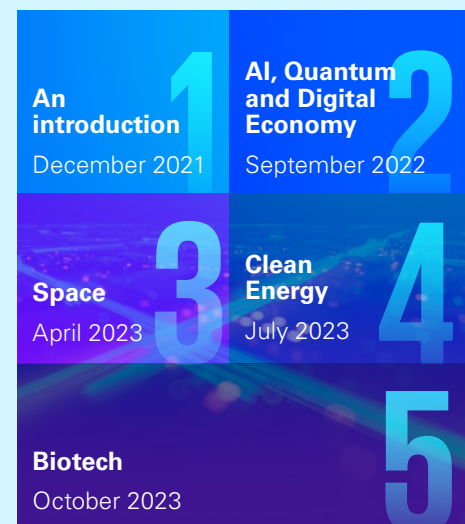 1
An
introduction
December 2021
2
AI, Quantum
and Digital
Economy
September 2022
3
Space
April 2023
4
Clean
Energy
July 2023
5
Biotech
October 2023